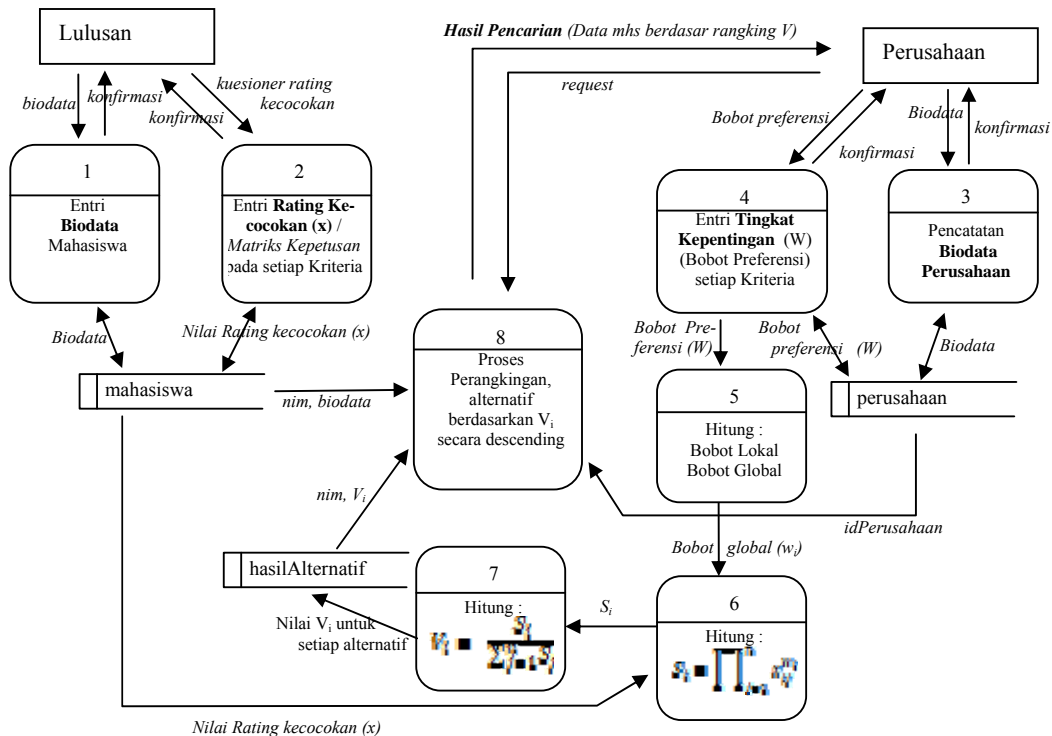 Lulusan
Hasil Pencarian (Data mhs berdasar rangking V)
Perusahaan
request
biodata
konfirmasi
kuesioner rating
kecocokan
konfirmasi
Bobot preferensi
konfirmasi
Biodata
konfirmasi
1
Entri
Biodata
Mahasiswa
2
Entri Rating Ke-
cocokan (x) /
Matriks Kepetusan
pada setiap Kriteria
4
Entri Tingkat
Kepentingan (W)
(Bobot Preferensi)
setiap Kriteria
3
Pencatatan
Biodata
Perusahaan
Biodata
Nilai Rating kecocokan (x)
8
Proses
Perangkingan,
alternatif
berdasarkan Vi
secara descending
Bobot Pre-
ferensi (W)
Bobot
preferensi (W)
Biodata
mahasiswa
nim, biodata
5
Hitung :
Bobot Lokal
Bobot Global
perusahaan
nim, Vi
idPerusahaan
Bobot global (wi)
hasilAlternatif
7
Hitung :
Si
6
Hitung :
Nilai Vi untuk
setiap alternatif
Nilai Rating kecocokan (x)